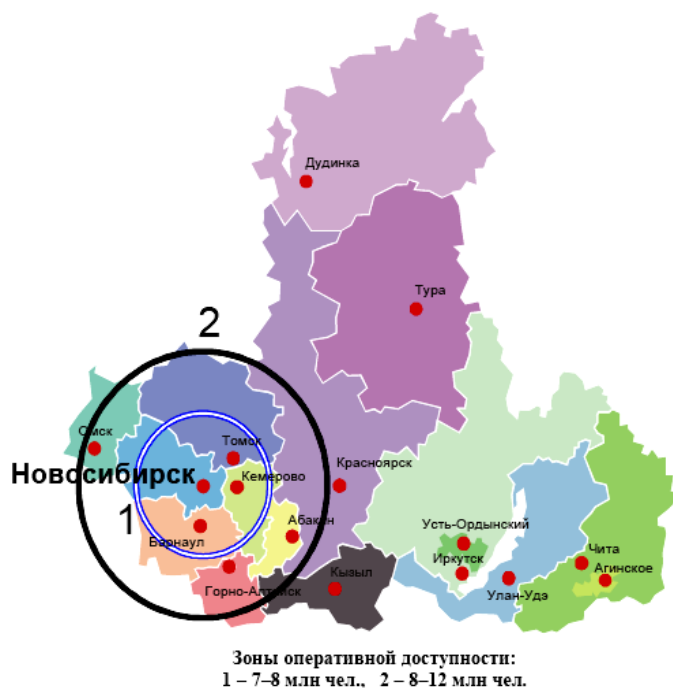 Дудинка
Тура
2
Омск
Томск
Новосибирск
Кемерово
Красноярск
1
Барнаул
Абакан
Усть-Ордынский
Иркутск
Чита
Агинское
Горно-Алтайск
Кызыл
Улан-Удэ
Зоны оперативной доступности:
1 – 7–8 млн чел., 2 – 8–12 млн чел.